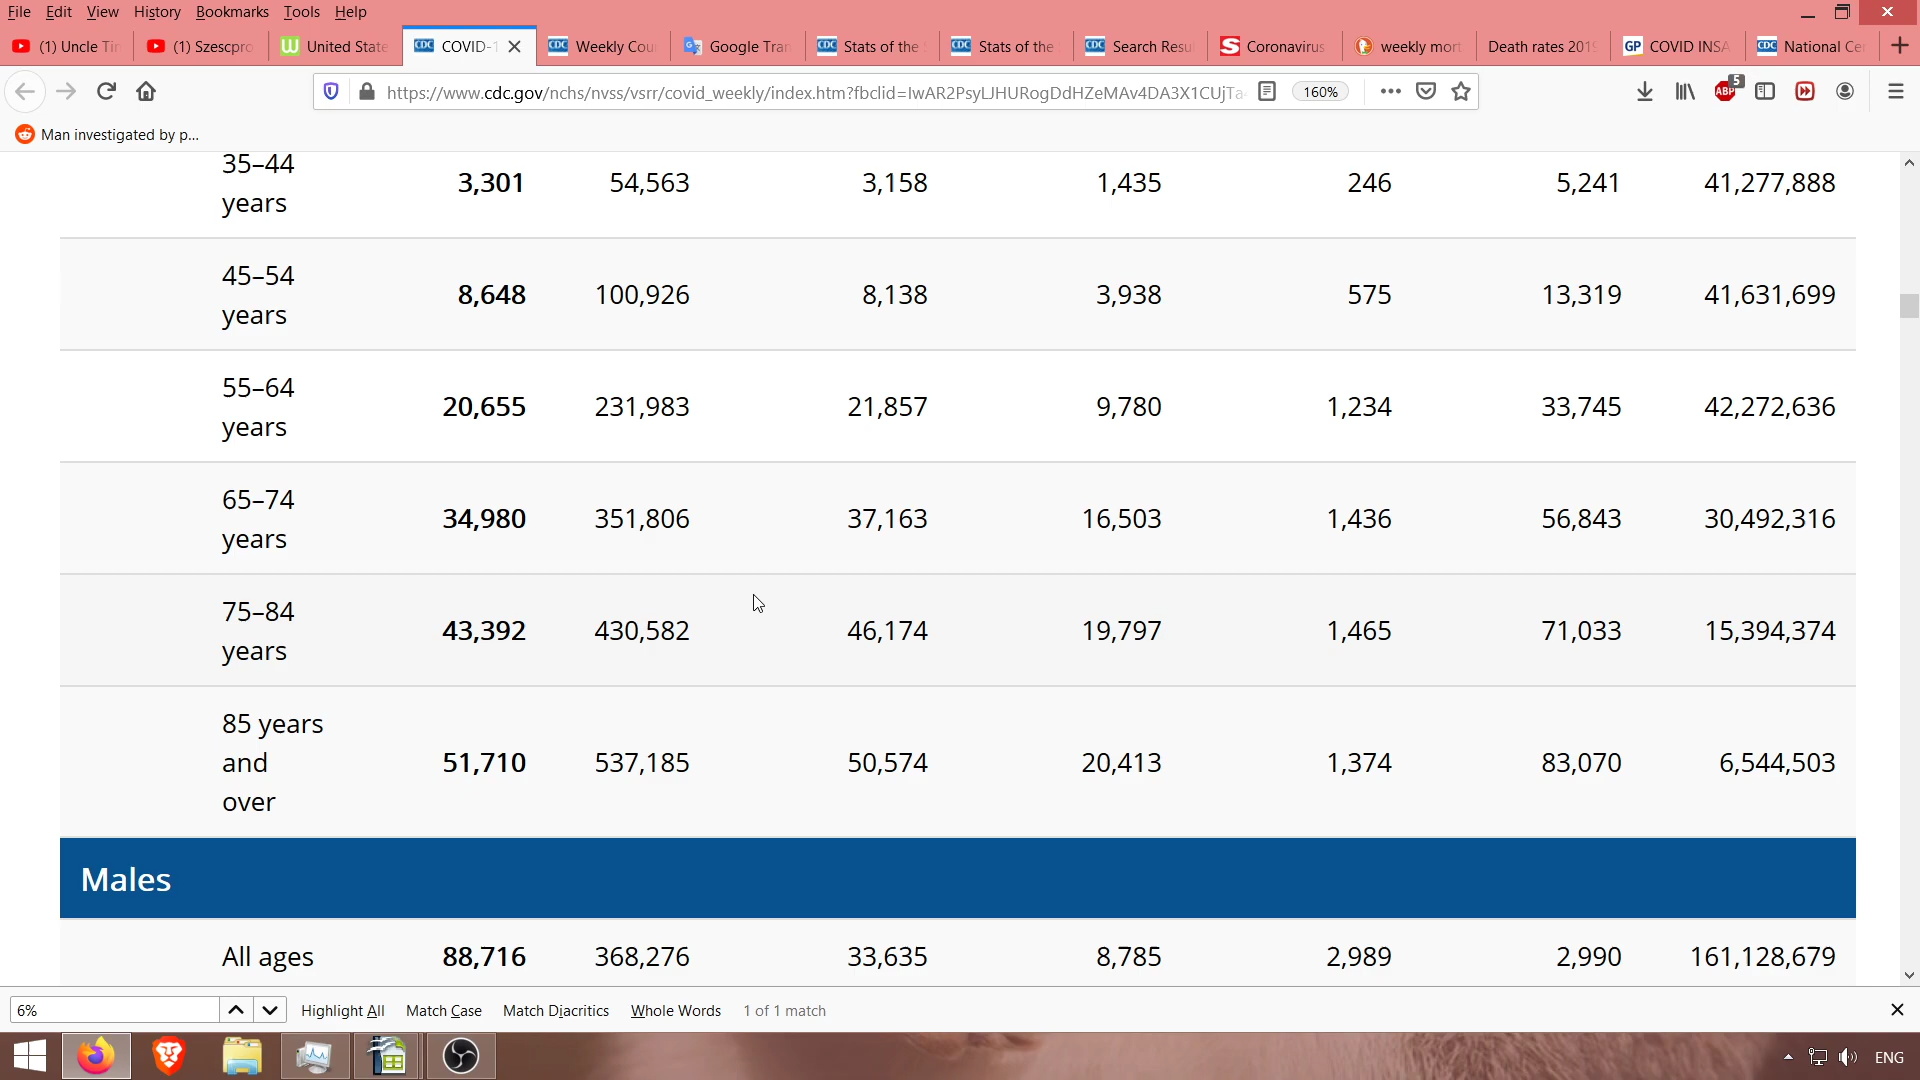 File Edit View History Bookmarks Tools Help
(1) Uncle Ti (1) Szescpro United State COVID-1 Weekly Cou Google Tran Stats of the Stats of the Search Resu Coronavirus weekly mort Death rates 2019 COVID INSA National Ce
https://www.cdc.gov/nchs/nvss/vsrr/covid_weekly/index.htm?fbclid=IwAR2PsyLJHURogDdHZeMAv4DA3X1CUjTa 160% ABP 5
Man investigated by p...
35–44
years
3,301 54,563 3,158 1,435 246 5,241 41,277,888
45–54
years
8,648 100,926 8,138 3,938 575 13,319 41,631,699
55–64
years
20,655 231,983 21,857 9,780 1,234 33,745 42,272,636
65–74
years
34,980 351,806 37,163 16,503 1,436 56,843 30,492,316
75–84
years
43,392 430,582 46,174 19,797 1,465 71,033 15,394,374
85 years
and
over
51,710 537,185 50,574 20,413 1,374 83,070 6,544,503
Males
All ages 88,716 368,276 33,635 8,785 2,989 2,990 161,128,679
6% Highlight All Match Case Match Diacritics Whole Words 1 of 1 match
ENG